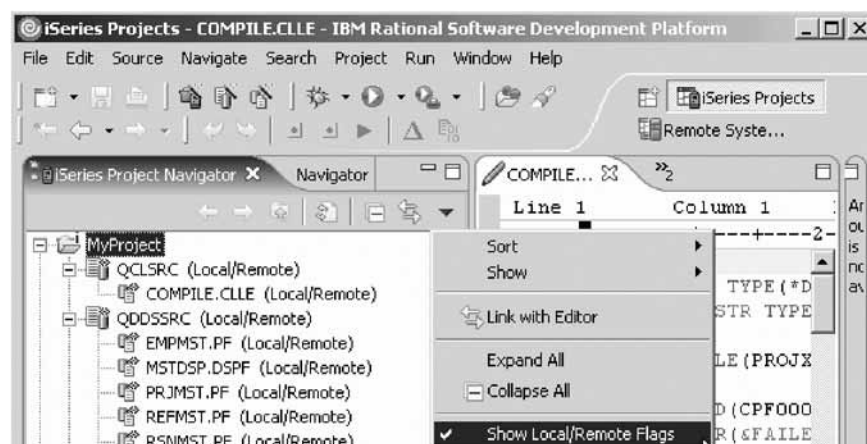 iSeries Projects - COMPILE.CLLE - IBM Rational Software Development Platform
File Edit Source Navigate Search Project Run Window Help
iSeries Projects
Remote Syste...
iSeries Project Navigator
Navigator
COMPILE...
»2
Line 1 Column 1
----+----2-
MyProject
QCLSRC (Local/Remote)
COMPILE.CLLE (Local/Remote)
QDDSSRC (Local/Remote)
EMPMST.PF (Local/Remote)
MSTDSP.DSPF (Local/Remote)
PRJMST.PF (Local/Remote)
REFMST.PF (Local/Remote)
RSNMST.PF (Local/Remote)
Sort
Show
Link with Editor
Expand All
Collapse All
Show Local/Remote Flags
TYPE(*D
STR TYPE
LE(PROJX
D(CPF000
R(&FAILE
Ar
is